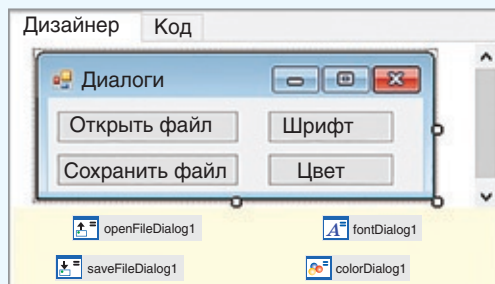 Дизайнер Код
Диалоги
Открыть файл Шрифт
Сохранить файл Цвет
openFileDialog1 fontDialog1
saveFileDialog1 colorDialog1